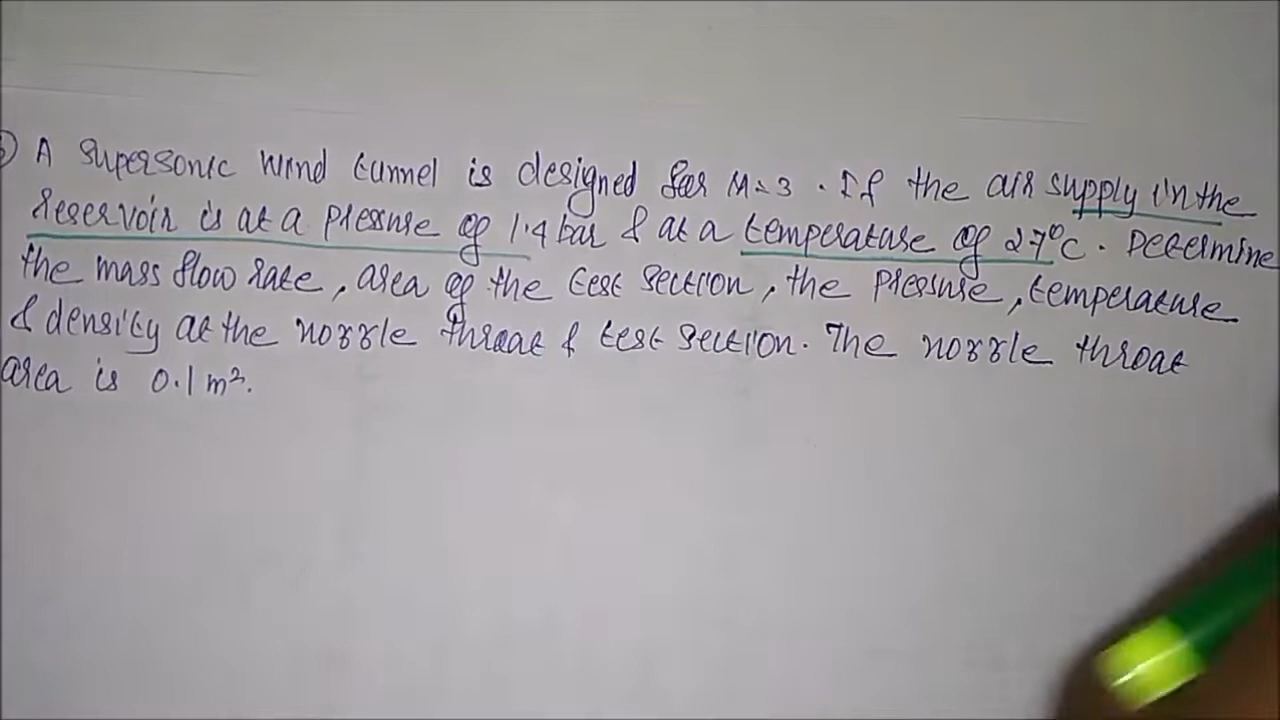 ) A supersonic wind tunnel is designed for M = 3 . If the air supply in the
reservoir is at a pressure of 1.4 bar & at a temperature of 27°C. Determine
the mass flow rate, area of the test section, the pressure, temperature
& density at the nozzle throat & test section. The nozzle throat
area is 0.1 m².